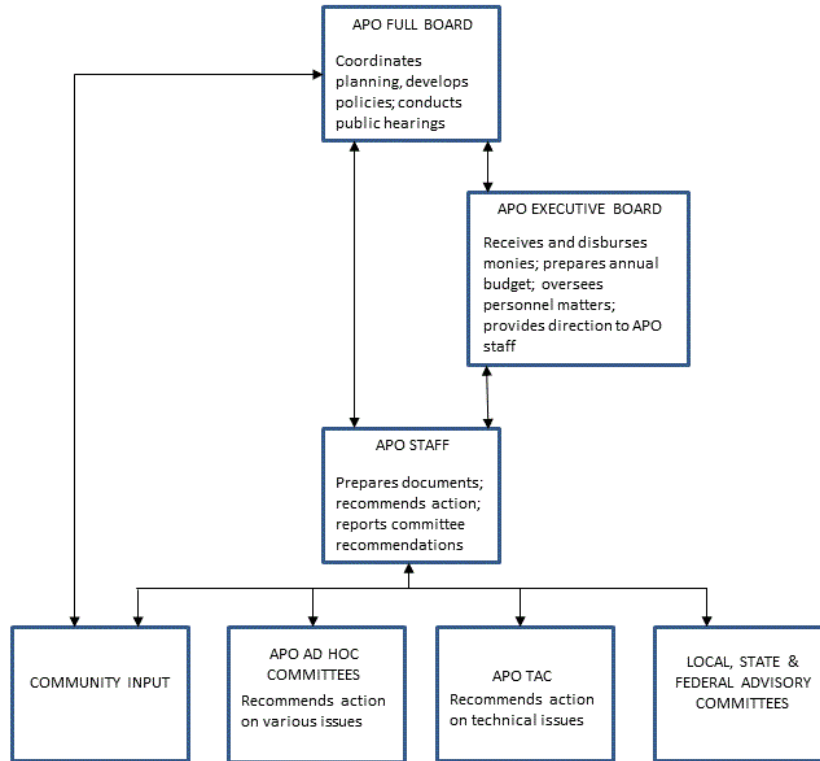 APO FULL BOARD
Coordinates
planning, develops
policies; conducts
public hearings
APO EXECUTIVE BOARD
Receives and disburses
monies; prepares annual
budget; oversees
personnel matters;
provides direction to APO
staff
APO STAFF
Prepares documents;
recommends action;
reports committee
recommendations
COMMUNITY INPUT
APO AD HOC
COMMITTEES
Recommends action
on various issues
APO TAC
Recommends action
on technical issues
LOCAL, STATE &
FEDERAL ADVISORY
COMMITTEES